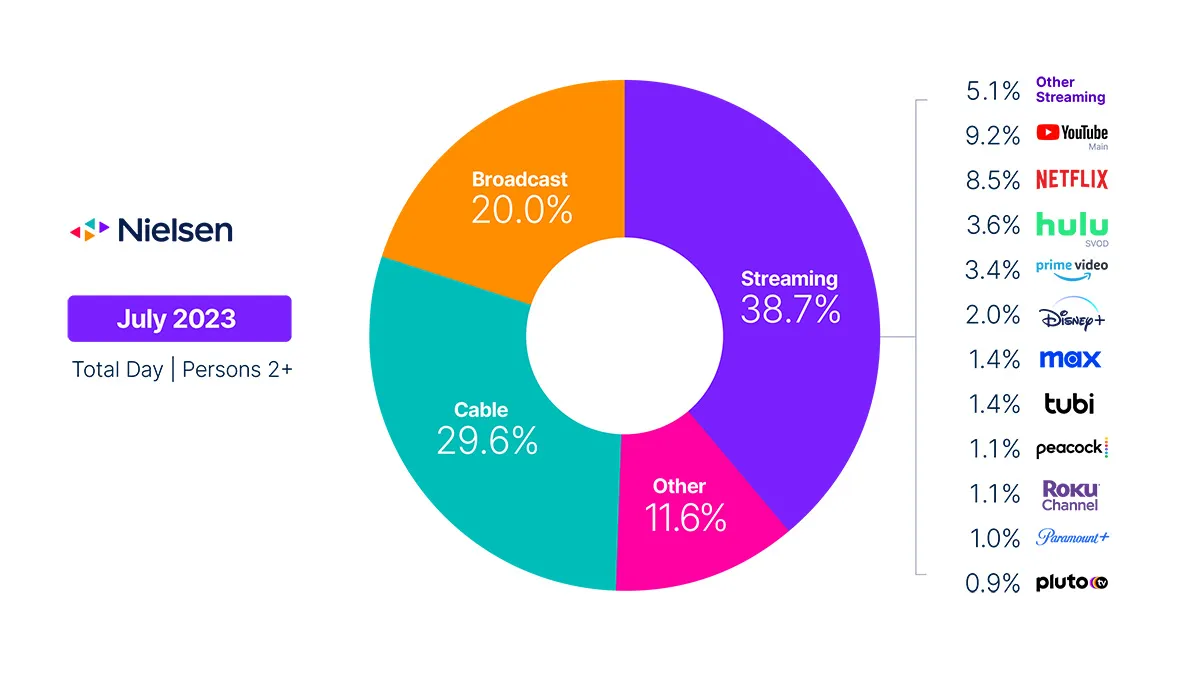 Nielsen
July 2023
Total Day | Persons 2+
Broadcast
20.0%
Streaming
38.7%
Cable
29.6%
Other
11.6%
5.1% Other
Streaming
9.2% YouTube
Main
8.5% NETFLIX
3.6% hulu
SVOD
3.4% prime video
2.0% Disney+
1.4% max
1.4% tubi
1.1% peacock
1.1% Roku
Channel
1.0% Paramount+
0.9% pluto tv